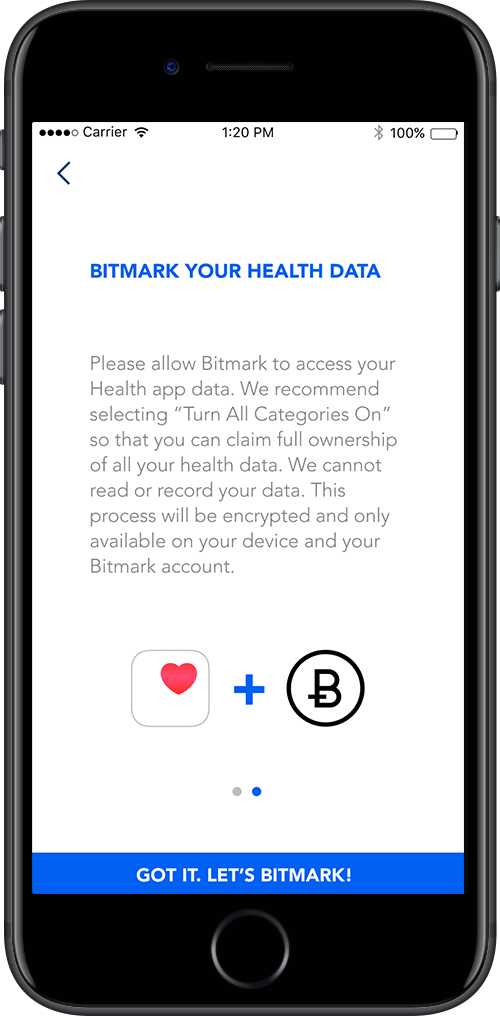 Carrier 1:20 PM 100%
BITMARK YOUR HEALTH DATA
Please allow Bitmark to access your
Health app data. We recommend
selecting “Turn All Categories On”
so that you can claim full ownership
of all your health data. We cannot
read or record your data. This
process will be encrypted and only
available on your device and your
Bitmark account.
GOT IT. LET’S BITMARK!